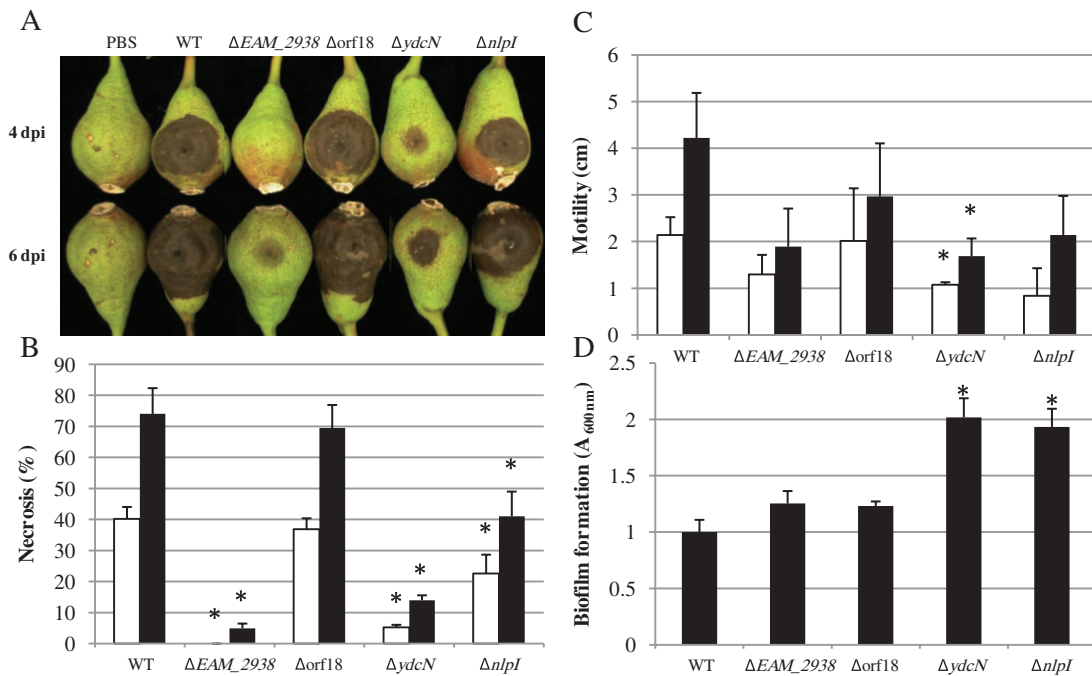 A
PBS WT ΔEAM_2938 Δorf18 ΔydcN ΔnlpI
4 dpi
6 dpi
B
Necrosis (%)
90
80
70
60
50
40
30
20
10
0
* * * * * *
WT ΔEAM_2938 Δorf18 ΔydcN ΔnlpI
C
Motility (cm)
6
5
4
3
2
1
0
* *
WT ΔEAM_2938 Δorf18 ΔydcN ΔnlpI
D
Biofilm formation (A600nm)
2.5
2
1.5
1
0.5
0
* *
WT ΔEAM_2938 Δorf18 ΔydcN ΔnlpI